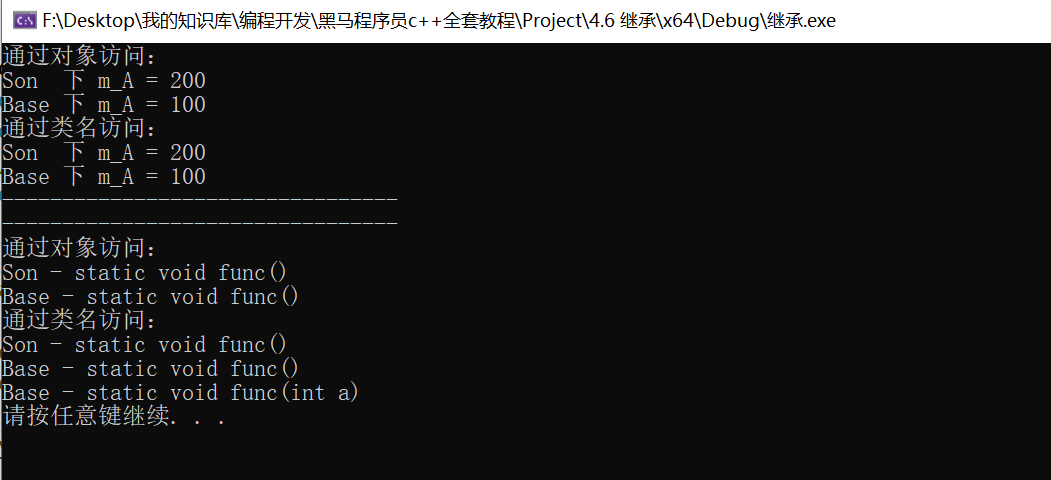 F:\Desktop\我的知识库\编程开发\黑马程序员c++全套教程\Project\4.6 继承\x64\Debug\继承.exe
通过对象访问：
Son  下 m_A = 200
Base 下 m_A = 100
通过类名访问：
Son  下 m_A = 200
Base 下 m_A = 100
---------------------------------
---------------------------------
通过对象访问：
Son - static void func()
Base - static void func()
通过类名访问：
Son - static void func()
Base - static void func()
Base - static void func(int a)
请按任意键继续. . .